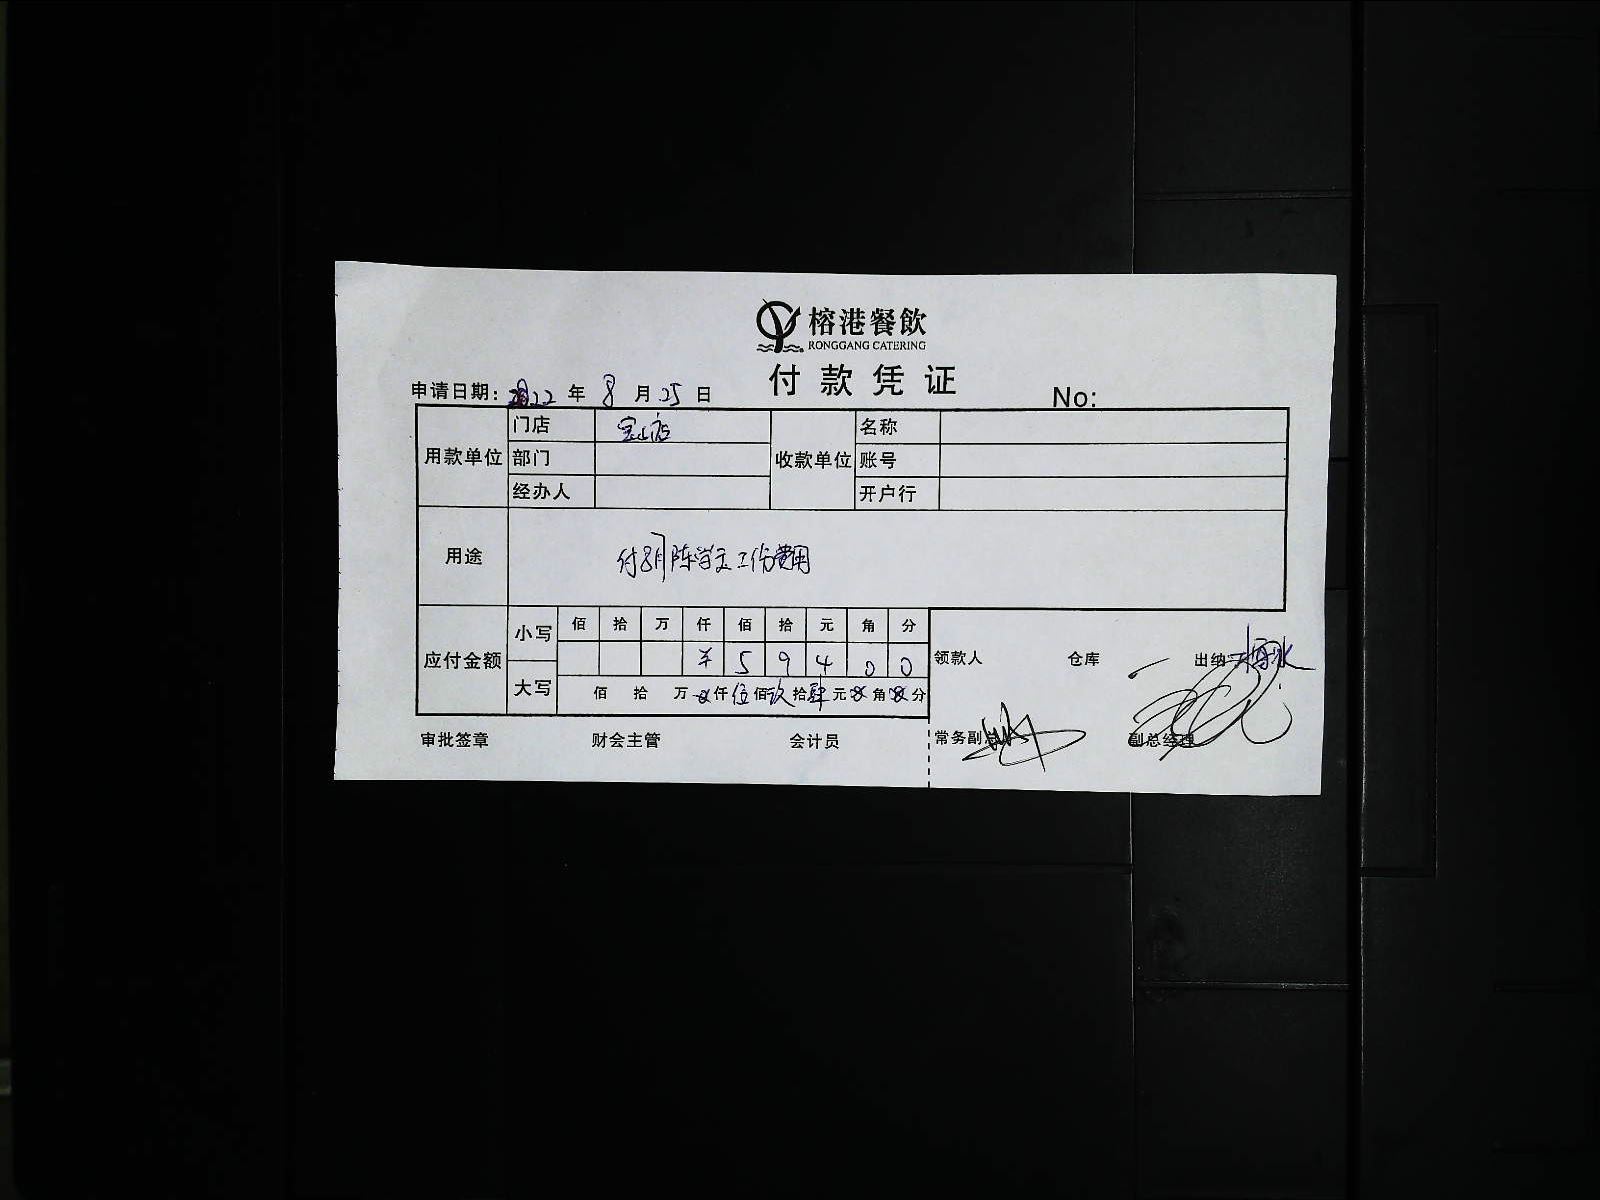 榕港餐飲
RONGGANG CATERING
付款凭证
申请日期: 2022 年 8 月 25 日 No:
用款单位 门店 宝山店 收款单位 名称
部门 账号
经办人 开户行
用途 付8月陈学玉工伤费用
应付金额 小写 佰 拾 万 仟 佰 拾 元 角 分
¥ 5 9 4 0 0
大写 佰 拾 万 仟 伍 佰 玖 拾 肆 元 角 分
领款人 仓库 出纳
审批签章 财会主管 会计员 常务副总 副总经理